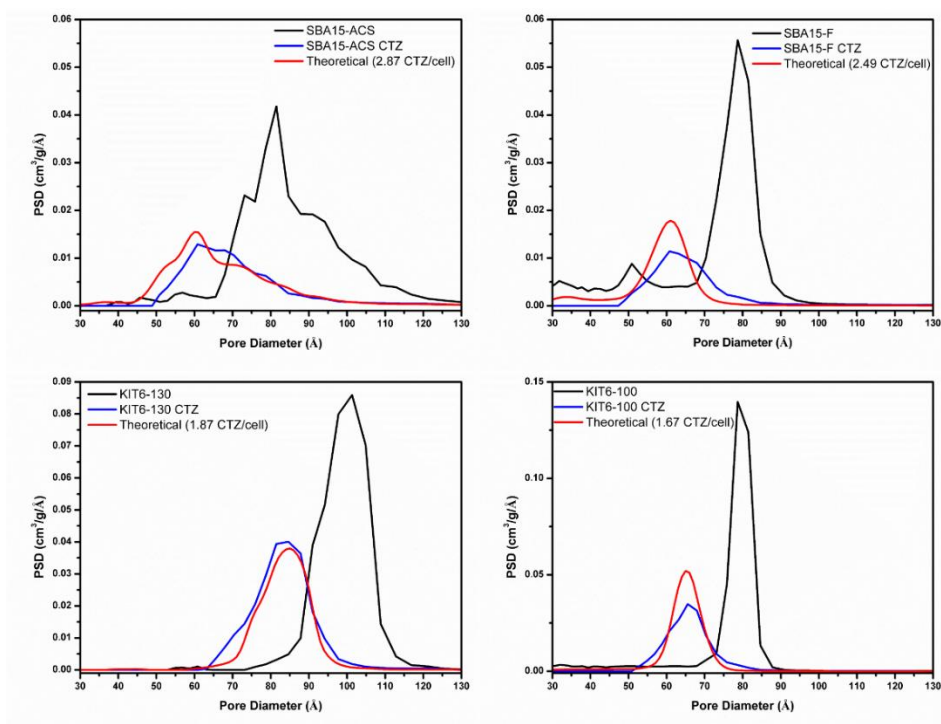 SBA15-ACS
SBA15-ACS CTZ
Theoretical (2.87 CTZ/cell)
PSD (cm³/g/Å)
0.06
0.05
0.04
0.03
0.02
0.01
0.00
30 40 50 60 70 80 90 100 110 120 130
Pore Diameter (Å)
SBA15-F
SBA15-F CTZ
Theoretical (2.49 CTZ/cell)
PSD (cm³/g/Å)
0.06
0.05
0.04
0.03
0.02
0.01
0.00
30 40 50 60 70 80 90 100 110 120 130
Pore Diameter (Å)
KIT6-130
KIT6-130 CTZ
Theoretical (1.87 CTZ/cell)
PSD (cm³/g/Å)
0.09
0.08
0.07
0.06
0.05
0.04
0.03
0.02
0.01
0.00
30 40 50 60 70 80 90 100 110 120 130
Pore Diameter (Å)
KIT6-100
KIT6-100 CTZ
Theoretical (1.67 CTZ/cell)
PSD (cm³/g/Å)
0.15
0.10
0.05
0.00
30 40 50 60 70 80 90 100 110 120 130
Pore Diameter (Å)